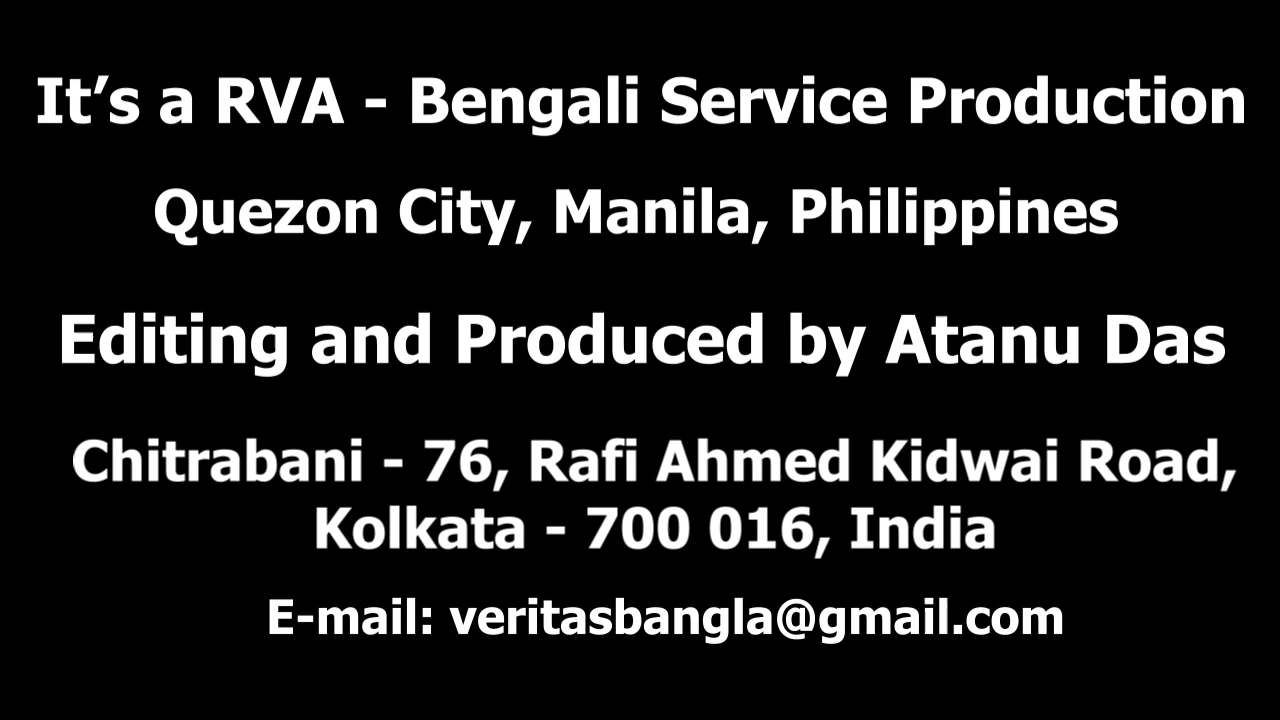 It’s a RVA - Bengali Service Production
Quezon City, Manila, Philippines
Editing and Produced by Atanu Das
Chitrabani - 76, Rafi Ahmed Kidwai Road,
Kolkata - 700 016, India
E-mail: veritasbangla@gmail.com